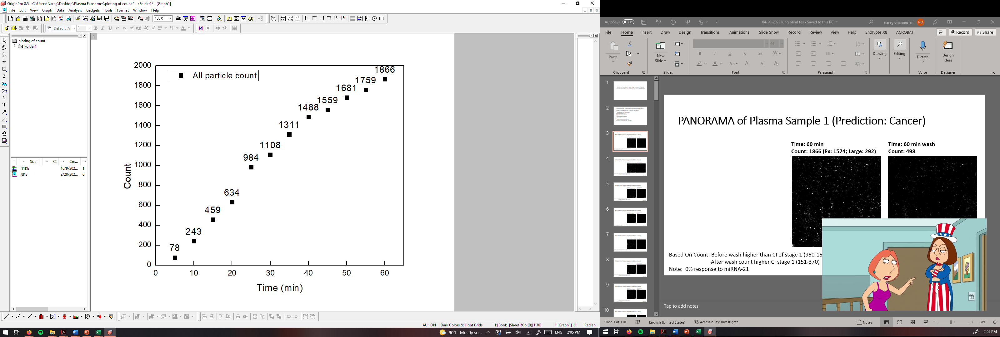 OriginPro 8.5 - C:\Users\Nareg\Desktop\Plasma Exosomes\ploting of count * - /Folder1/ - [Graph1]
File Edit View Graph Data Analysis Gadgets Tools Format Window Help
100%
Default: A 0
ploting of count
Folder1
Size C. Cre...
11KB 10/9/202... 1
8KB 2/28/202... 0
1
All particle count
2000
1800
1600
1400
1200
1000
800
600
400
200
0
Count
78
243
459
634
984
1108
1311
1488
1559
1681
1759
1866
0 10 20 30 40 50 60
Time (min)
AU : ON Dark Colors & Light Grids 1:[Book1]Sheet1!Col(B)[1:30] 1:[Graph1]1!1 Radian
90°F Mostly su... ENG 2:05 PM
AutoSave Off 04-20-2022 lung blind tes • Saved to this PC nareg ohannesian NO
File Home Insert Draw Design Transitions Animations Slide Show Record Review View Help EndNote X8 ACROBAT Record Share
Paste
New Slide
44
Drawing
Editing
Dictate
Design Ideas
Clipboard Slides Font Paragraph Voice Designer
1
2
3
4
5
6
7
8
9
10
PANORAMA of Plasma Sample 1 (Prediction: Cancer)
Time: 60 min
Count: 1866 (Ex: 1574; Large: 292)
Time: 60 min wash
Count: 498
Based On Count: Before wash higher than CI of stage 1 (950-15
After wash count higher CI stage 1 (151-370)
Note: 0% response to miRNA-21
Tap to add notes
Slide 3 of 110 English (United States) Accessibility: Investigate Notes 81%
2:05 PM